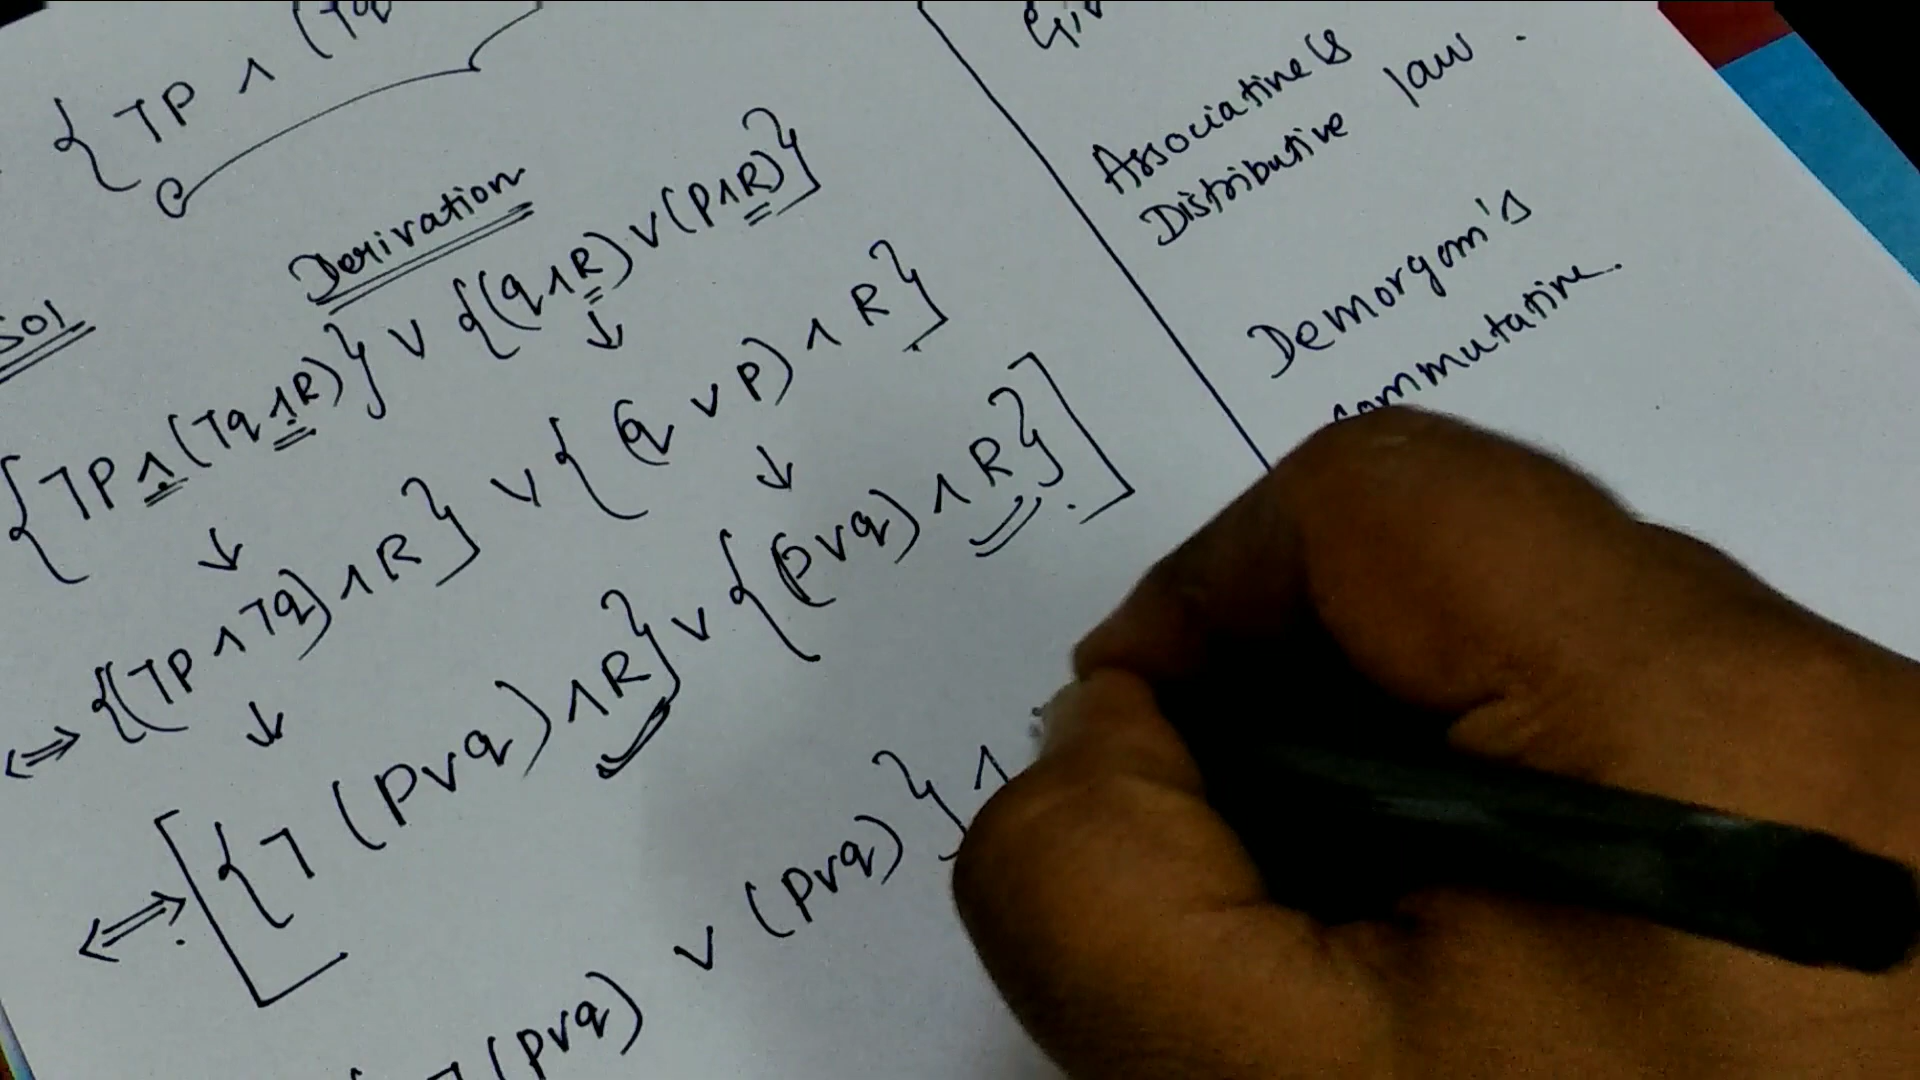 { ¬P ∧ (¬q
Sol
Derivation
{¬P ∧ (¬q ∧ R)} ∨ {(q ∧ R) ∨ (P ∧ R)}
⇔ {(¬P ∧ ¬q) ∧ R} ∨ {(q ∨ P) ∧ R}
⇔ [{¬ (P ∨ q) ∧ R} ∨ {(P ∨ q) ∧ R}]
¬ (P ∨ q) ∨ (P ∨ q)} ∧
Associative &
Distributive law.
Demorgan's
commutative.